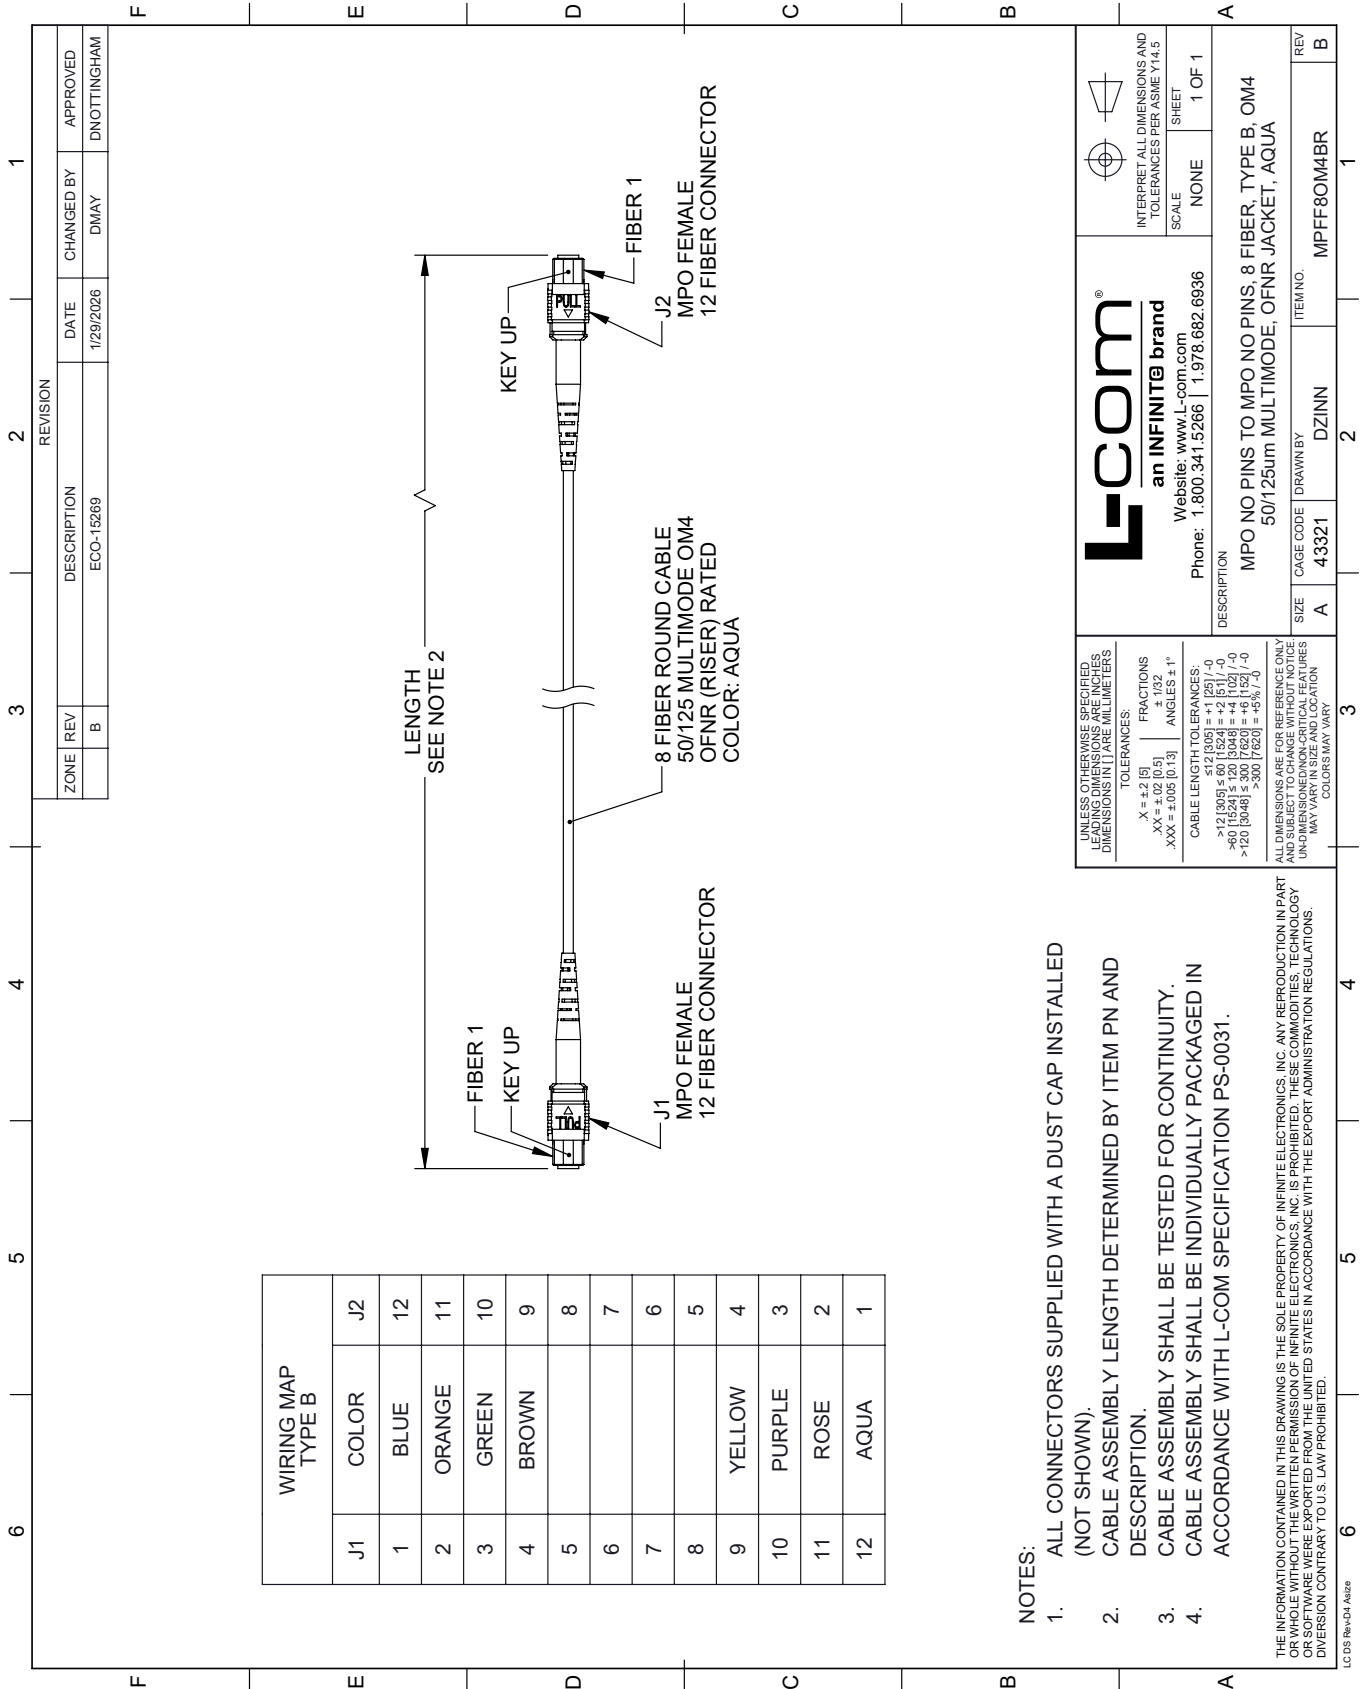 6 5 4 3 2 1
REVISION
ZONE REV DESCRIPTION DATE CHANGED BY APPROVED
B ECO-15269 1/29/2026 DMAY DNOTTINGHAM
F F
E E
D D
C C
B B
A A
WIRING MAP
TYPE B
J1 COLOR J2
1 BLUE 12
2 ORANGE 11
3 GREEN 10
4 BROWN 9
5 8
6 7
7 6
8 5
9 YELLOW 4
10 PURPLE 3
11 ROSE 2
12 AQUA 1
LENGTH
SEE NOTE 2
FIBER 1
KEY UP
PULL
J1
MPO FEMALE
12 FIBER CONNECTOR
8 FIBER ROUND CABLE
50/125 MULTIMODE OM4
OFNR (RISER) RATED
COLOR: AQUA
KEY UP
PULL
FIBER 1
J2
MPO FEMALE
12 FIBER CONNECTOR
NOTES:
1. ALL CONNECTORS SUPPLIED WITH A DUST CAP INSTALLED
(NOT SHOWN).
2. CABLE ASSEMBLY LENGTH DETERMINED BY ITEM PN AND
DESCRIPTION.
3. CABLE ASSEMBLY SHALL BE TESTED FOR CONTINUITY.
4. CABLE ASSEMBLY SHALL BE INDIVIDUALLY PACKAGED IN
ACCORDANCE WITH L-COM SPECIFICATION PS-0031.
THE INFORMATION CONTAINED IN THIS DRAWING IS THE SOLE PROPERTY OF INFINITE ELECTRONICS, INC. ANY REPRODUCTION IN PART
OR WHOLE WITHOUT THE WRITTEN PERMISSION OF INFINITE ELECTRONICS, INC. IS PROHIBITED. THESE COMMODITIES, TECHNOLOGY
OR SOFTWARE WERE EXPORTED FROM THE UNITED STATES IN ACCORDANCE WITH THE EXPORT ADMINISTRATION REGULATIONS.
DIVERSION CONTRARY TO U.S. LAW PROHIBITED.
UNLESS OTHERWISE SPECIFIED
LEADING DIMENSIONS ARE INCHES
DIMENSIONS IN [ ] ARE MILLIMETERS
TOLERANCES:
.X = ±.2 [5] FRACTIONS
.XX = ±.02 [0.5] ± 1/32
.XXX = ±.005 [0.13] ANGLES ± 1°
CABLE LENGTH TOLERANCES:
≤12 [305] = +1 [25] / -0
>12 [305] ≤ 60 [1524] = +2 [51] / -0
>60 [1524] ≤ 120 [3048] = +4 [102] / -0
>120 [3048] ≤ 300 [7620] = +6 [152] / -0
>300 [7620] = +5% / -0
ALL DIMENSIONS ARE FOR REFERENCE ONLY
AND SUBJECT TO CHANGE WITHOUT NOTICE.
UN-DIMENSIONED/NON-CRITICAL FEATURES
MAY VARY IN SIZE AND LOCATION
COLORS MAY VARY
L-com®
an INFINITE brand
Website: www.L-com.com
Phone: 1.800.341.5266 | 1.978.682.6936
INTERPRET ALL DIMENSIONS AND
TOLERANCES PER ASME Y14.5
SCALE SHEET
NONE 1 OF 1
DESCRIPTION
MPO NO PINS TO MPO NO PINS, 8 FIBER, TYPE B, OM4
50/125um MULTIMODE, OFNR JACKET, AQUA
SIZE CAGE CODE DRAWN BY ITEM NO. REV
A 43321 DZINN MPFF8OM4BR B
LC DS Rev-D4 Asize
6 5 4 3 2 1